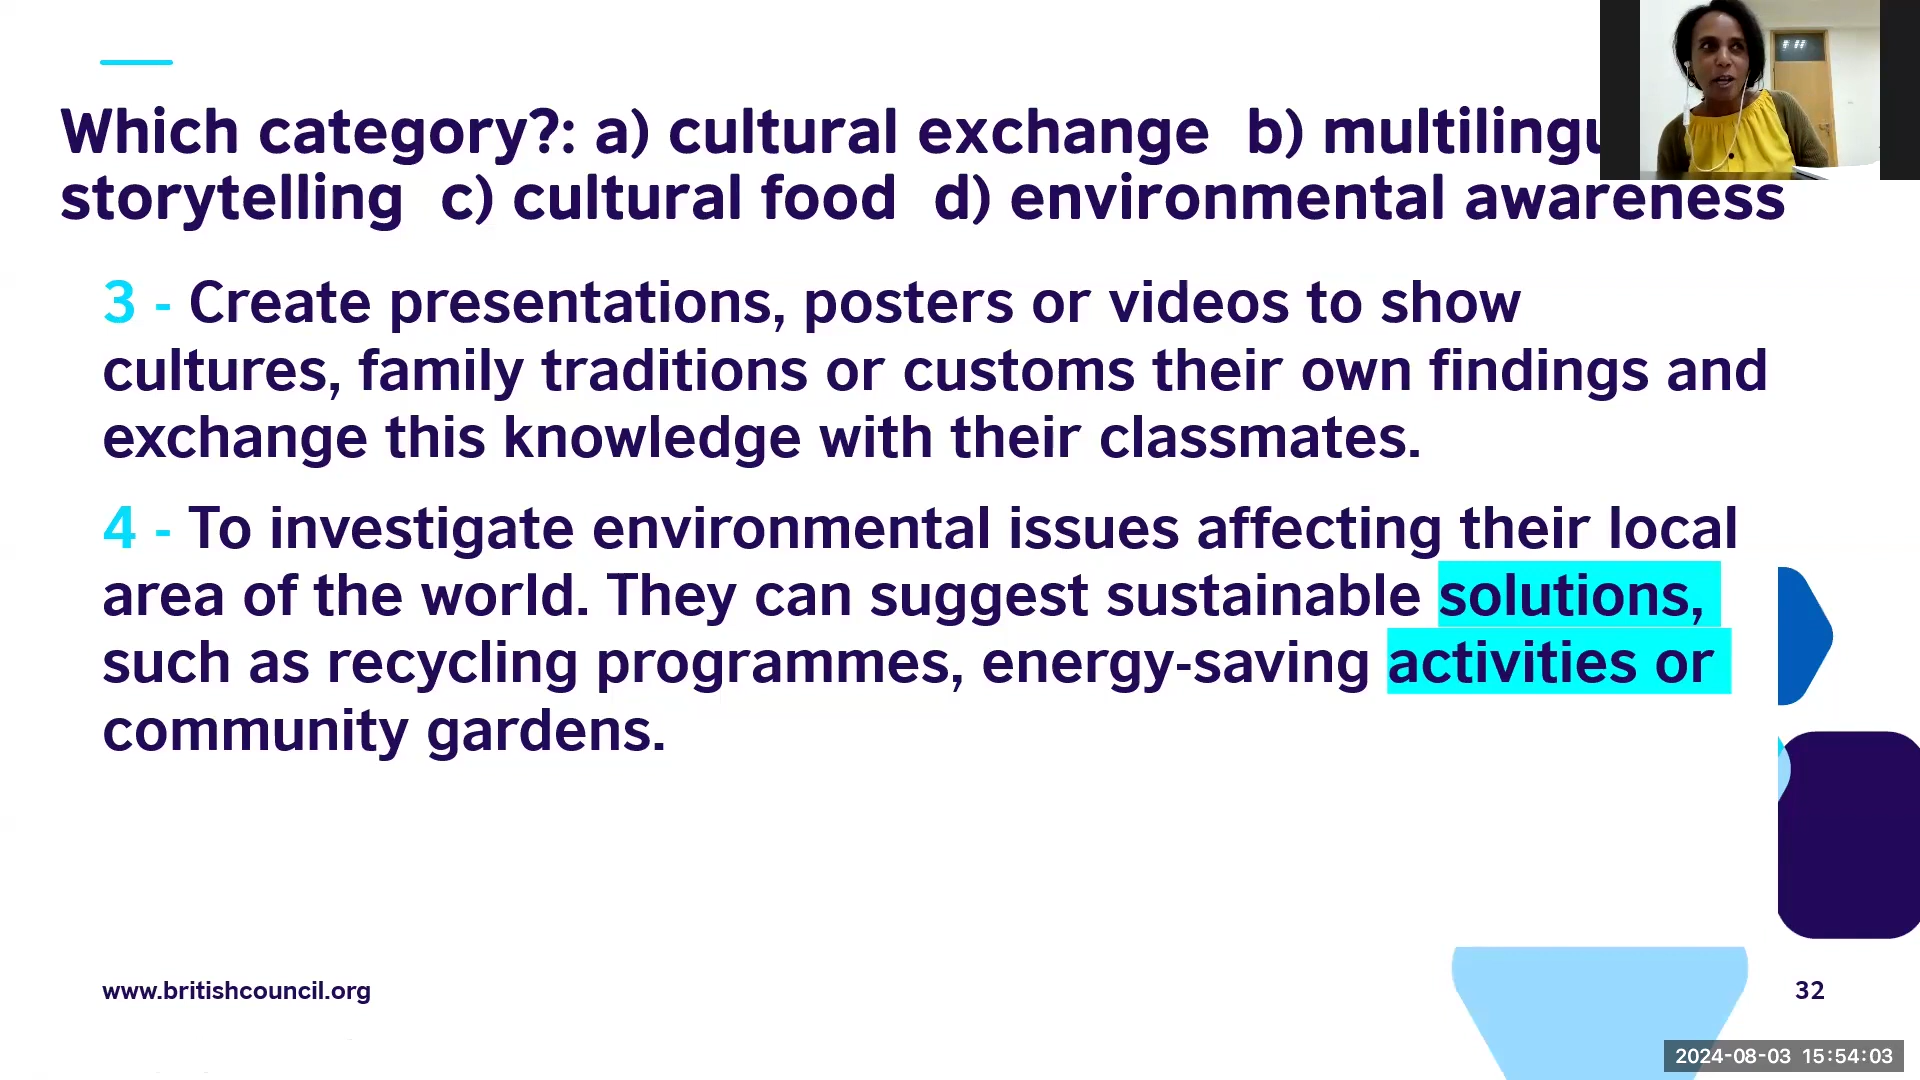 Which category?: a) cultural exchange b) multilingu
storytelling c) cultural food d) environmental awareness
3 - Create presentations, posters or videos to show
cultures, family traditions or customs their own findings and
exchange this knowledge with their classmates.
4 - To investigate environmental issues affecting their local
area of the world. They can suggest sustainable solutions,
such as recycling programmes, energy-saving activities or
community gardens.
www.britishcouncil.org
32
2024-08-03 15:54:03